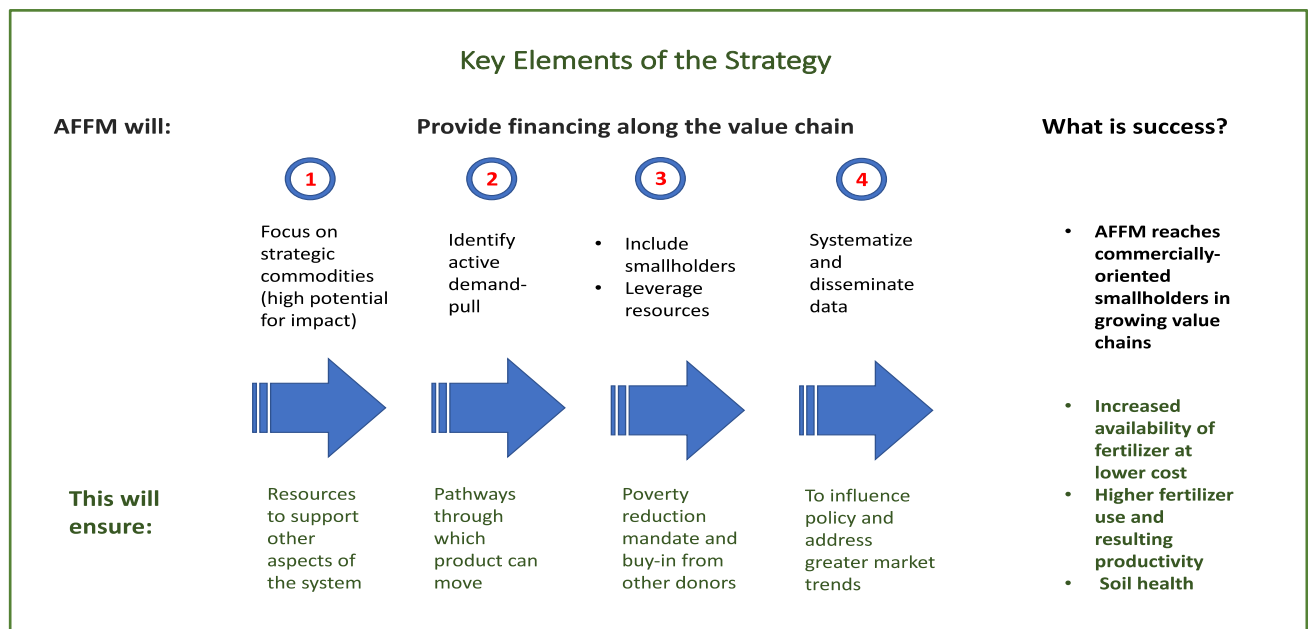 Key Elements of the Strategy
AFFM will:
Provide financing along the value chain
What is success?
1
2
3
4
Focus on
strategic
commodities
(high potential
for impact)
Identify
active
demand-
pull
• Include
smallholders
• Leverage
resources
Systematize
and
disseminate
data
• AFFM reaches
commercially-
oriented
smallholders in
growing value
chains
This will
ensure:
Resources
to support
other
aspects of
the system
Pathways
through
which
product can
move
Poverty
reduction
mandate and
buy-in from
other donors
To influence
policy and
address
greater market
trends
• Increased
availability of
fertilizer at
lower cost
• Higher fertilizer
use and
resulting
productivity
• Soil health